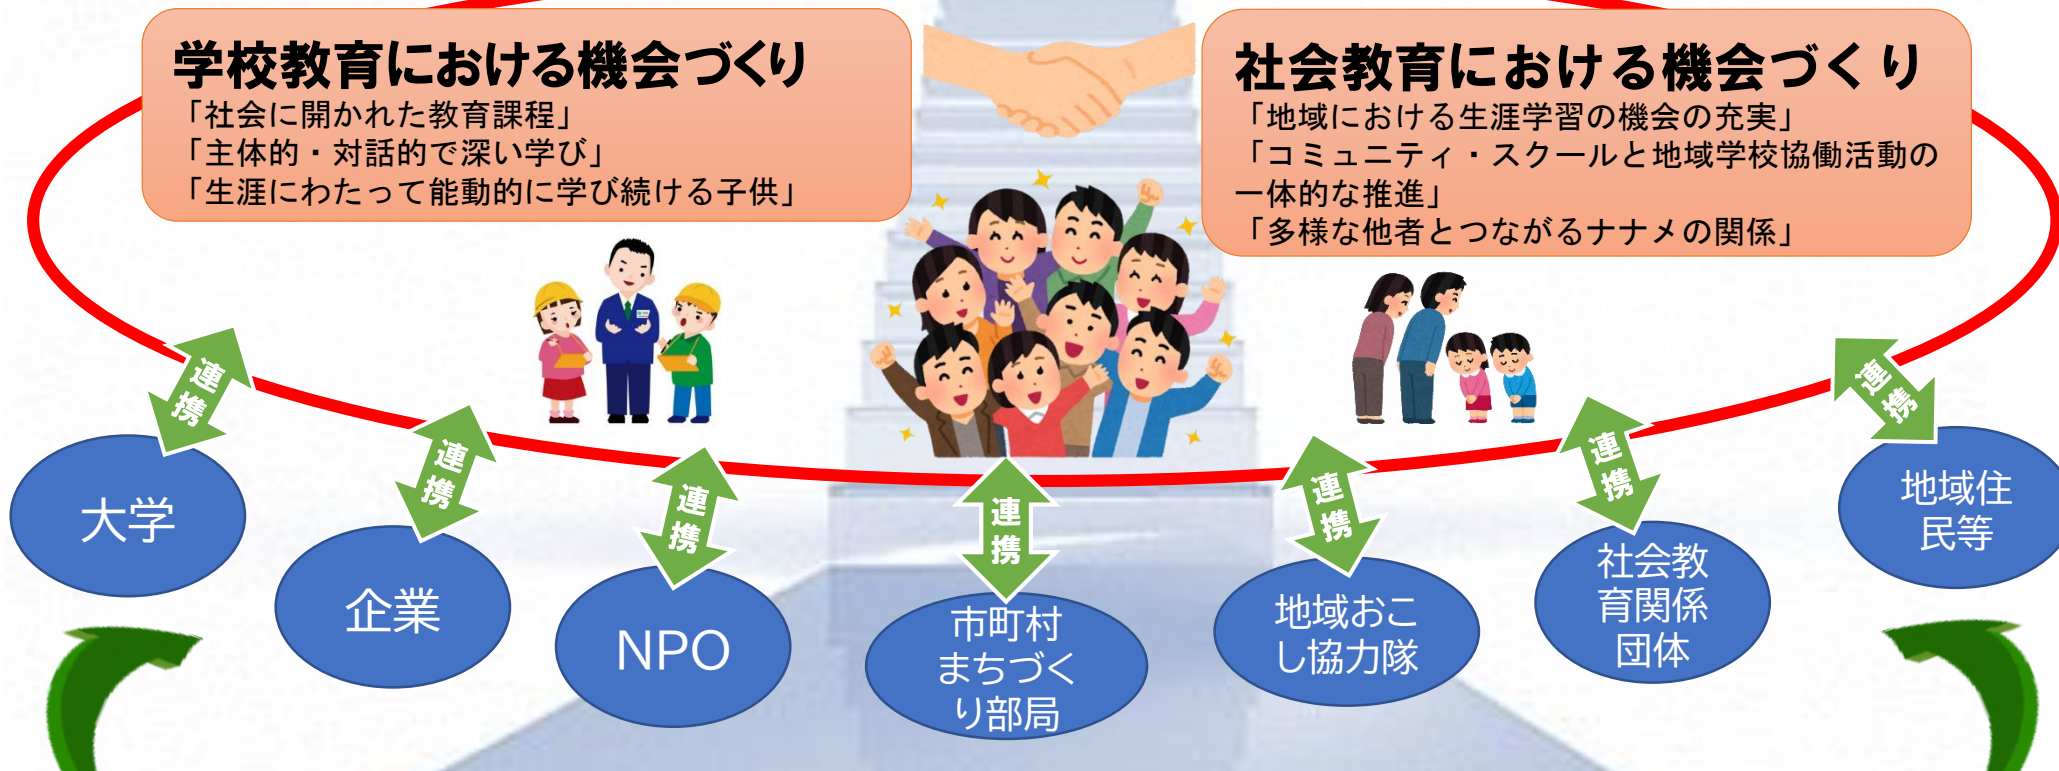 学校教育における機会づくり
「社会に開かれた教育課程」
「主体的・対話的で深い学び」
「生涯にわたって能動的に学び続ける子供」
社会教育における機会づくり
「地域における生涯学習の機会の充実」
「コミュニティ・スクールと地域学校協働活動の
一体的な推進」
「多様な他者とつながるナナメの関係」
連
携
連
携
連
携
連
携
連
携
連
携
連
携
大学
企業
NPO
市町村
まちづく
り部局
地域おこ
し協力隊
社会教
育関係
団体
地域住
民等